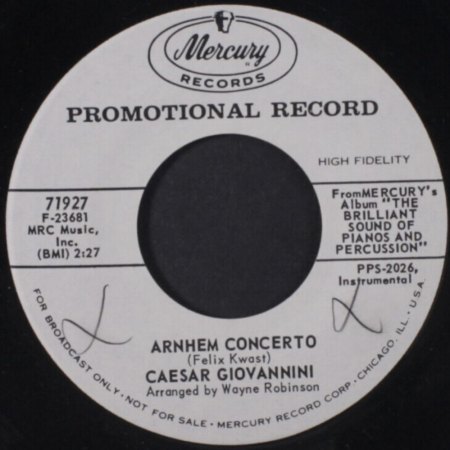 Mercury
RECORDS
PROMOTIONAL RECORD
HIGH FIDELITY
71927
F-23681
MRC Music,
Inc.
(BMI) 2:27
FromMERCURY's
Album "THE
BRILLIANT
SOUND OF
PIANOS AND
PERCUSSION"
PPS-2026,
Instrumental
ARNHEM CONCERTO
(Felix Kwast)
CAESAR GIOVANNINI
Arranged by Wayne Robinson
FOR BROADCAST ONLY • NOT FOR SALE • MERCURY RECORD CORP. • CHICAGO, ILL. • U.S.A.